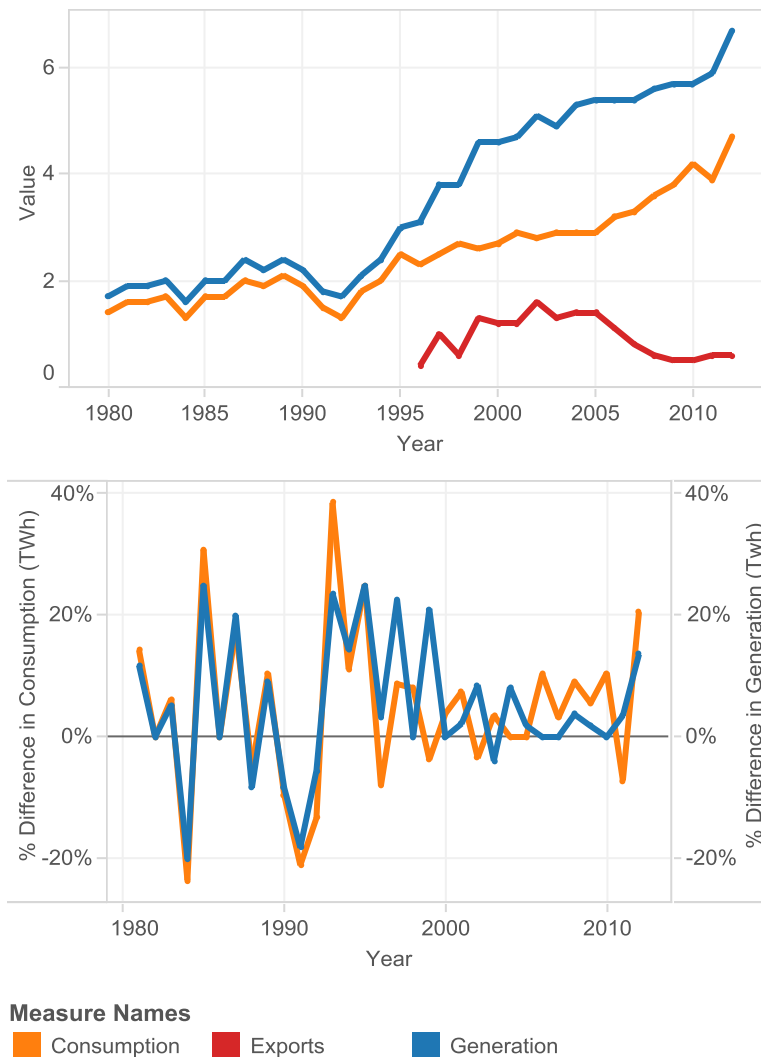 6
4
2
0
Value
1980 1985 1990 1995 2000 2005 2010
Year
40% 40%
20% 20%
0% 0%
-20% -20%
% Difference in Consumption (TWh)
% Difference in Generation (Twh)
1980 1990 2000 2010
Year
Measure Names
Consumption Exports Generation